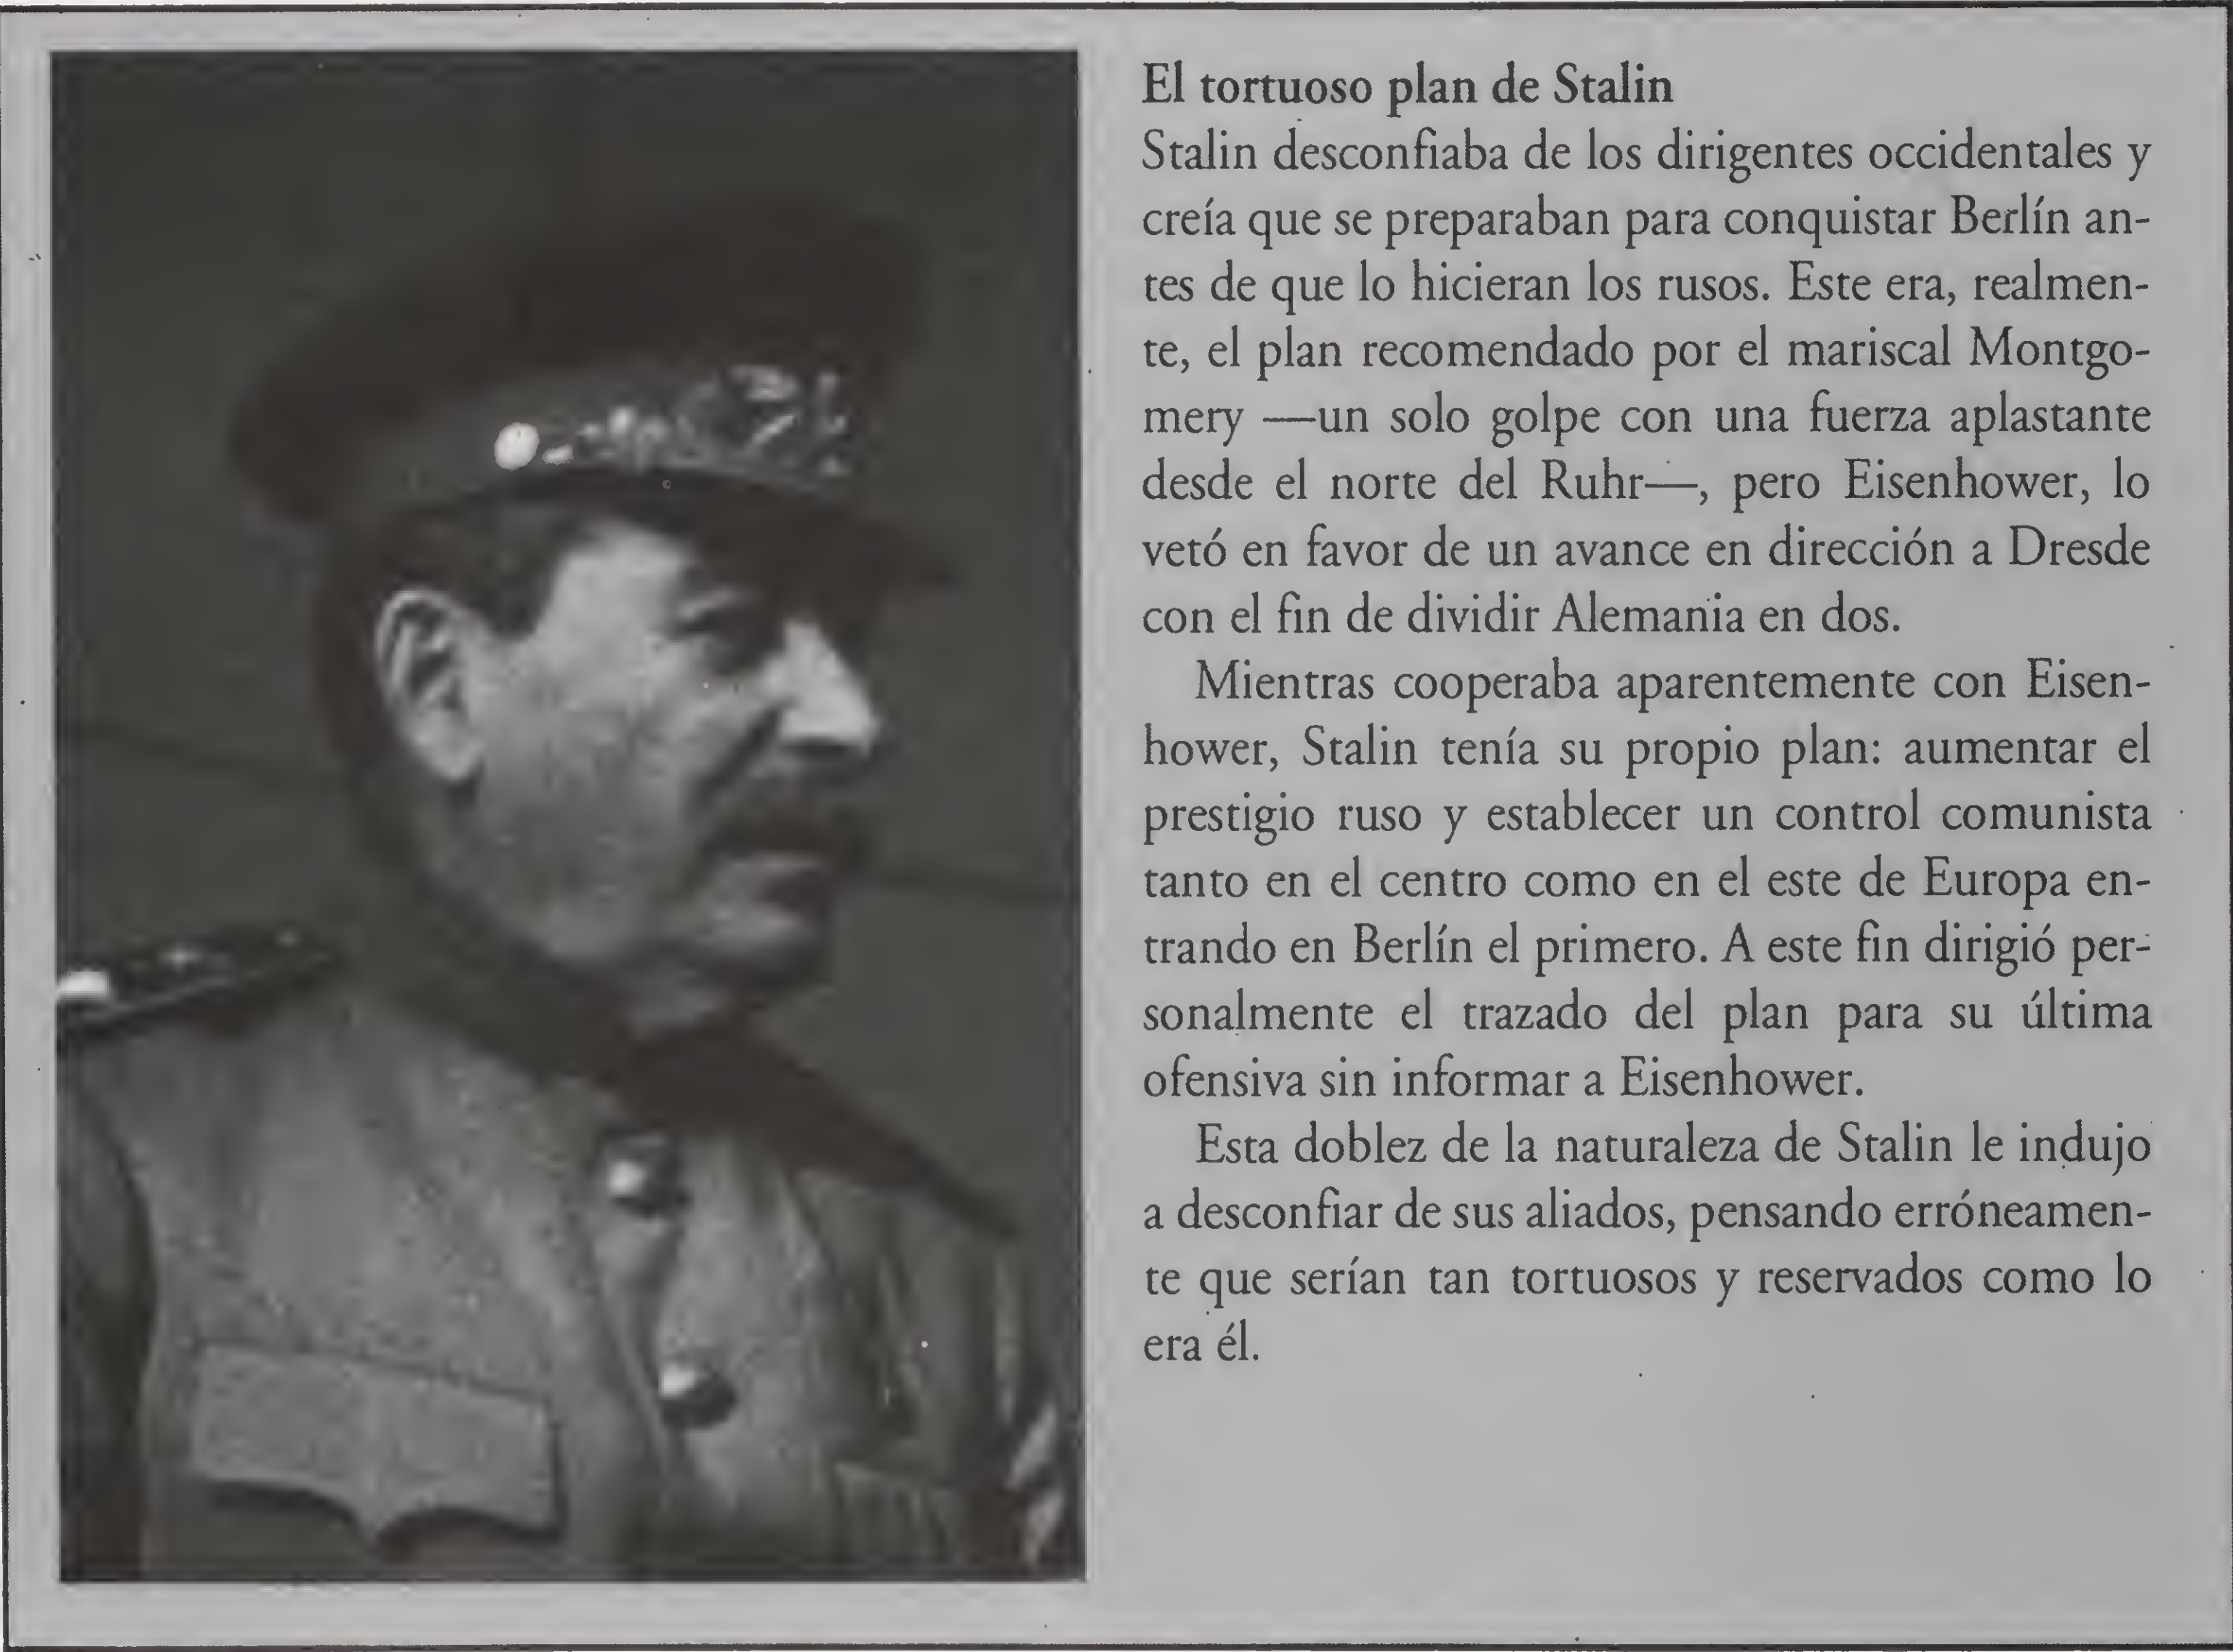 El tortuoso plan de Stalin
Stalin desconfiaba de los dirigentes occidentales y
creía que se preparaban para conquistar Berlín an-
tes de que lo hicieran los rusos. Este era, realmen-
te, el plan recomendado por el mariscal Montgo-
mery —un solo golpe con una fuerza aplastante
desde el norte del Ruhr—, pero Eisenhower, lo
vetó en favor de un avance en dirección a Dresde
con el fin de dividir Alemania en dos.
Mientras cooperaba aparentemente con Eisen-
hower, Stalin tenía su propio plan: aumentar el
prestigio ruso y establecer un control comunista
tanto en el centro como en el este de Europa en-
trando en Berlín el primero. A este fin dirigió per-
sonalmente el trazado del plan para su última
ofensiva sin informar a Eisenhower.
Esta doblez de la naturaleza de Stalin le indujo
a desconfiar de sus aliados, pensando erróneamen-
te que serían tan tortuosos y reservados como lo
era él.